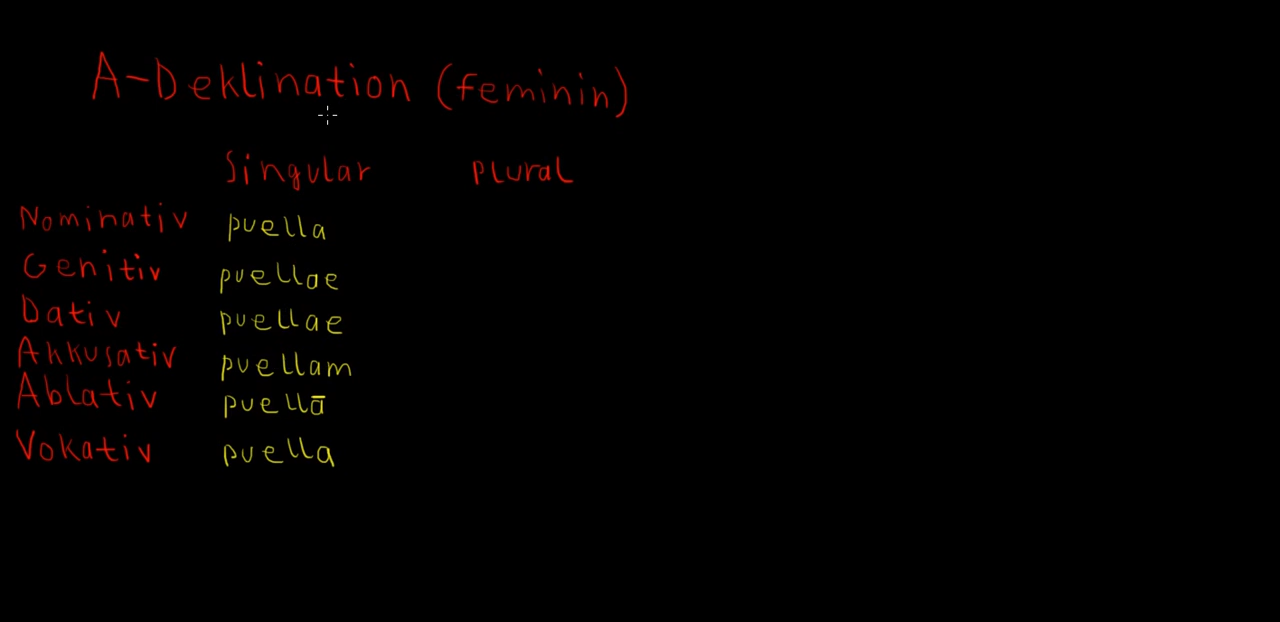 A-Deklination (feminin)
Singular Plural
Nominativ puella
Genitiv puellae
Dativ puellae
Akkusativ puellam
Ablativ puellā
Vokativ puella